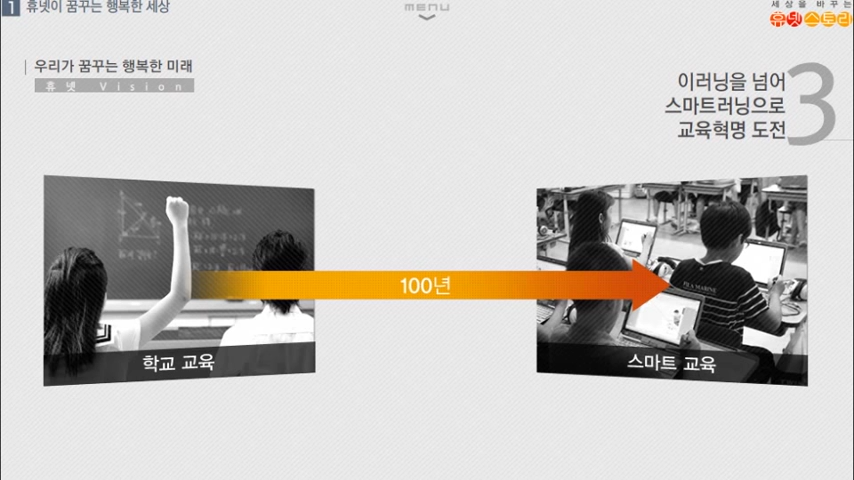 1 휴넷이 꿈꾸는 행복한 세상
MENU
세상을 바꾸는
휴넷스토리
우리가 꿈꾸는 행복한 미래
휴넷 Vision
이러닝을 넘어
스마트러닝으로
교육혁명 도전
3
100년
FILA MARINE
학교 교육
스마트 교육